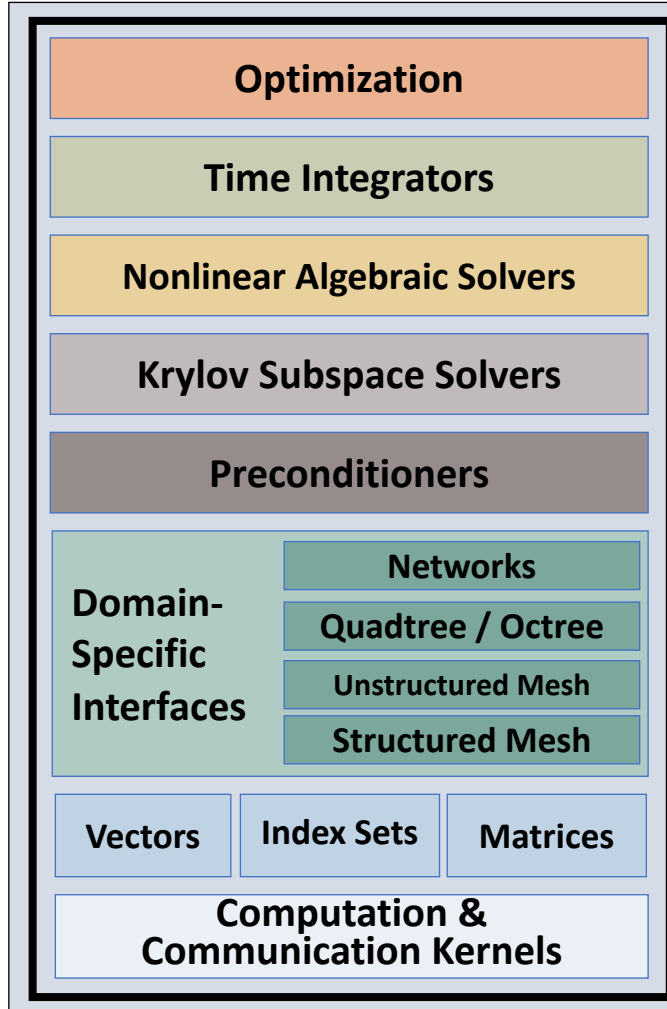 Optimization
Time Integrators
Nonlinear Algebraic Solvers
Krylov Subspace Solvers
Preconditioners
Domain-
Specific
Interfaces
Networks
Quadtree / Octree
Unstructured Mesh
Structured Mesh
Vectors
Index Sets
Matrices
Computation &
Communication Kernels